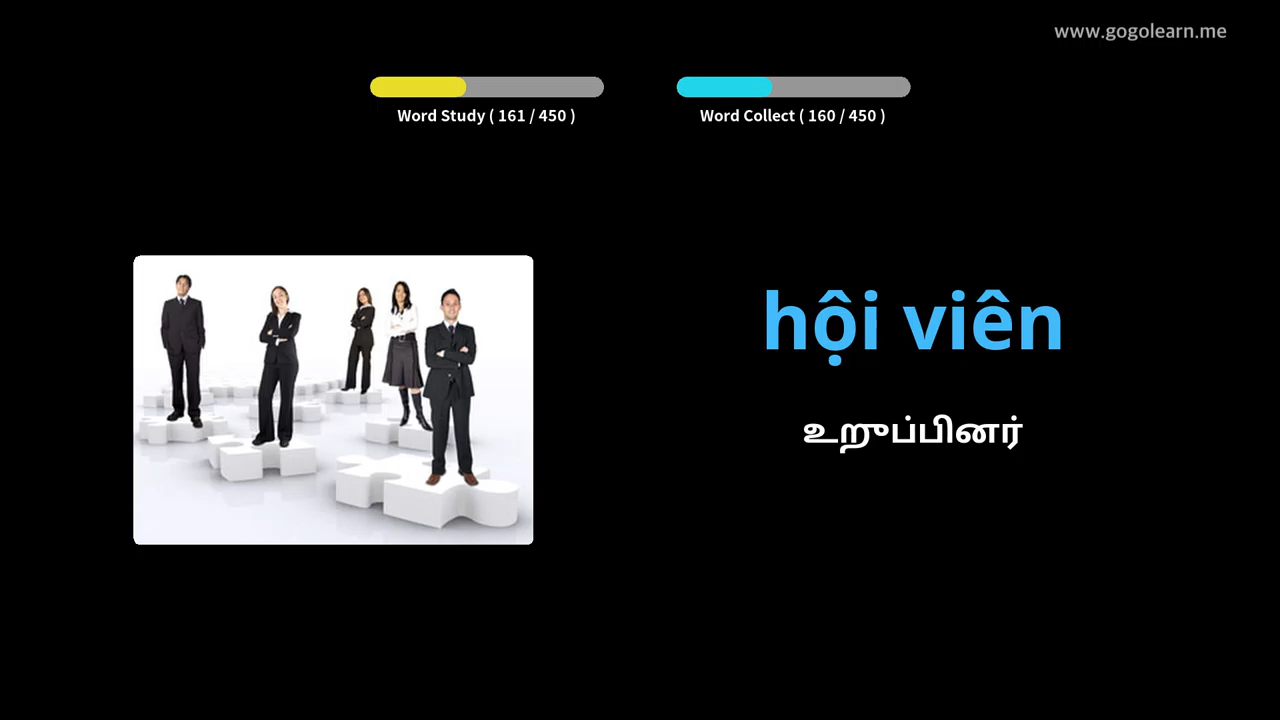 www.gogolearn.me
Word Study ( 161 / 450 )
Word Collect ( 160 / 450 )
hội viên
உறுப்பினர்